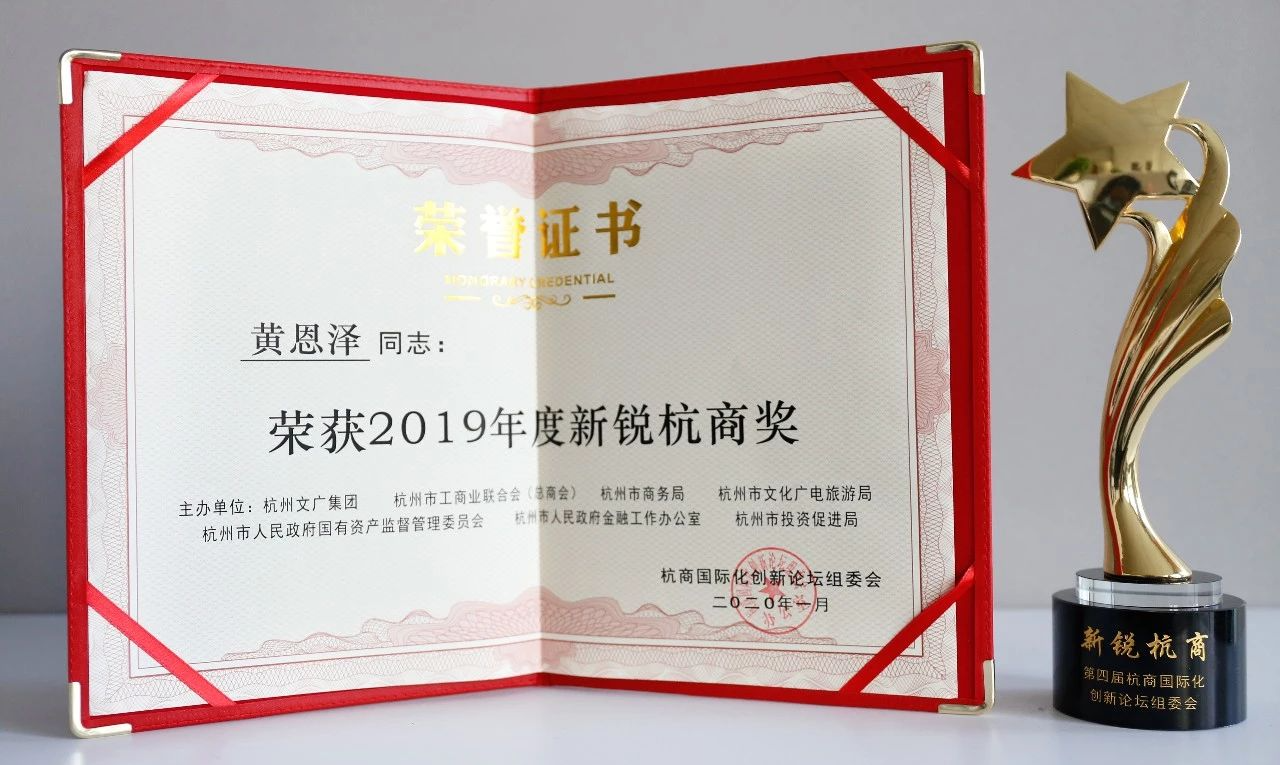 荣誉证书
HONORARY CREDENTIAL
黄恩泽 同志：
荣获2019年度新锐杭商奖
主办单位：杭州文广集团 杭州市工商业联合会（总商会） 杭州市商务局 杭州市文化广电旅游局
杭州市人民政府国有资产监督管理委员会 杭州市人民政府金融工作办公室 杭州市投资促进局
杭商国际化创新论坛组委会
二0二0年一月
办公室
新锐杭商
第四届杭商国际化
创新论坛组委会